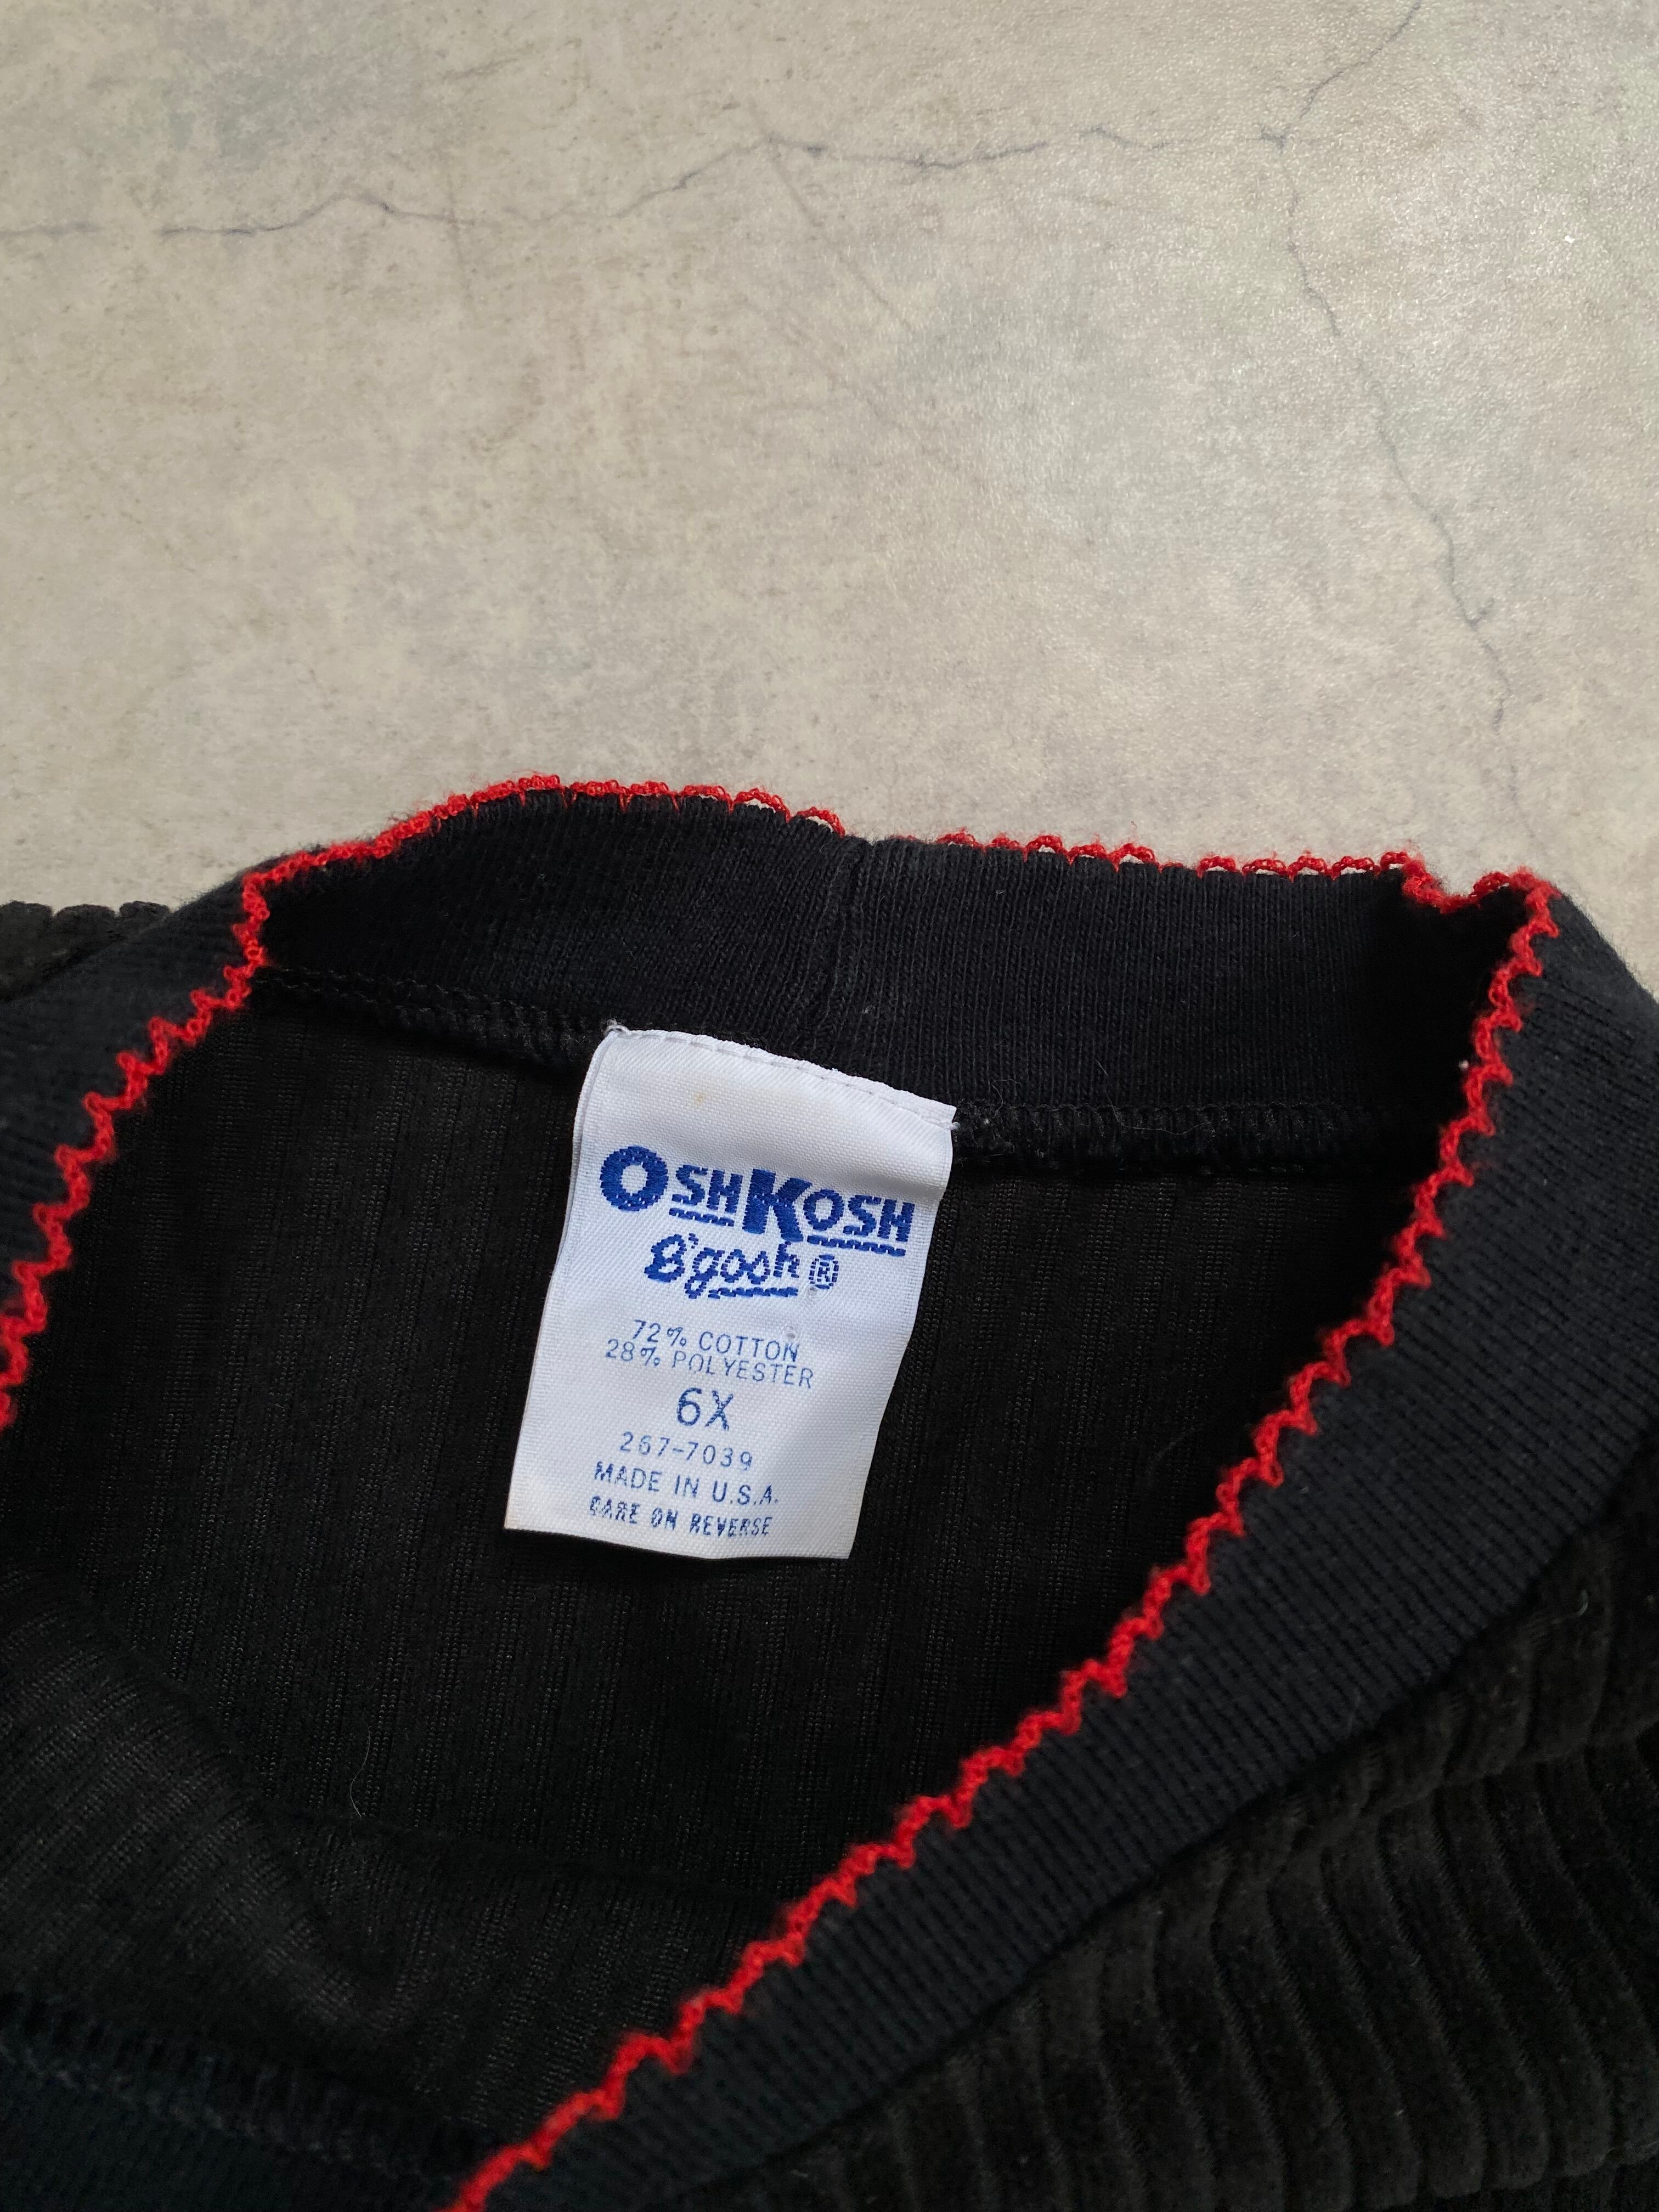 OSHKOSH
B'gosh ®
72% COTTON
28% POLYESTER
6X
267-7039
MADE IN U.S.A.
CARE ON REVERSE